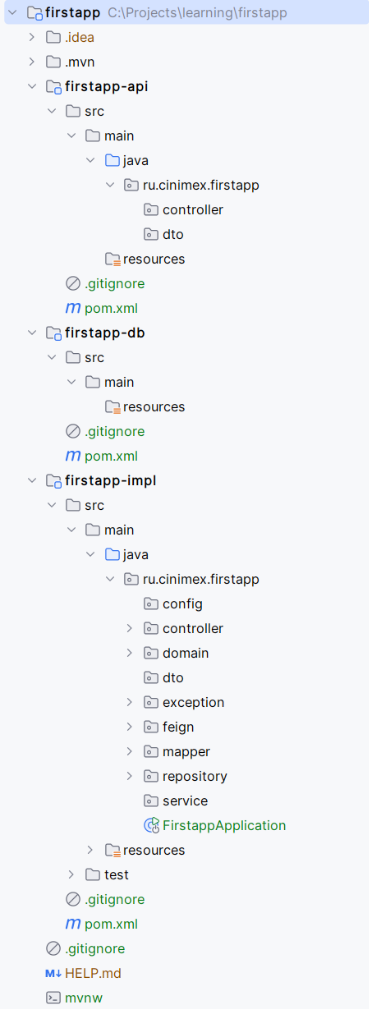 firstapp C:\Projects\learning\firstapp
.idea
.mvn
firstapp-api
src
main
java
ru.cinimex.firstapp
controller
dto
resources
.gitignore
pom.xml
firstapp-db
src
main
resources
.gitignore
pom.xml
firstapp-impl
src
main
java
ru.cinimex.firstapp
config
controller
domain
dto
exception
feign
mapper
repository
service
FirstappApplication
resources
test
.gitignore
pom.xml
.gitignore
HELP.md
mvnw